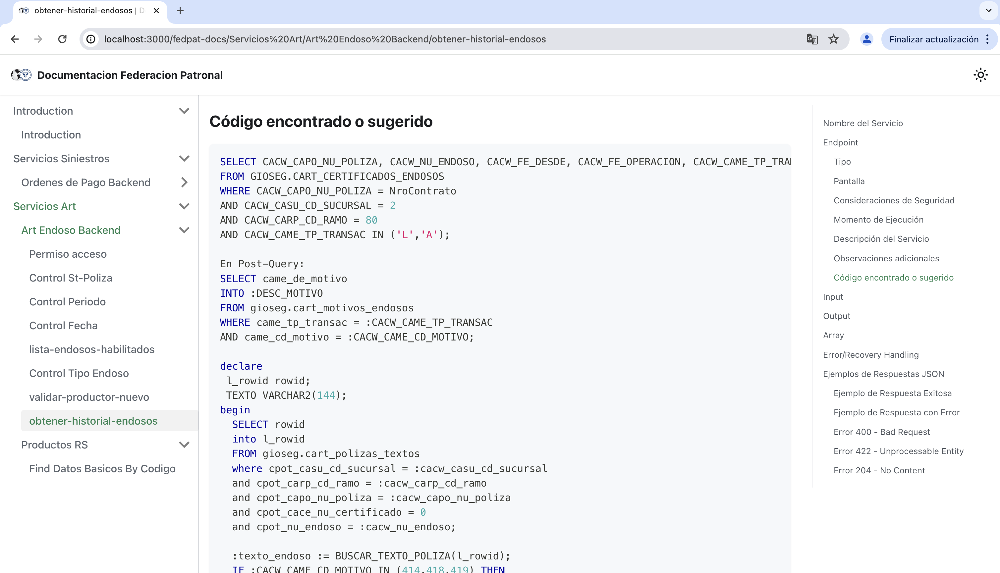 obtener-historial-endosos | D
localhost:3000/fedpat-docs/Servicios%20Art/Art%20Endoso%20Backend/obtener-historial-endosos
Finalizar actualización
Documentacion Federacion Patronal
Introduction
Introduction
Servicios Siniestros
Ordenes de Pago Backend
Servicios Art
Art Endoso Backend
Permiso acceso
Control St-Poliza
Control Periodo
Control Fecha
lista-endosos-habilitados
Control Tipo Endoso
validar-productor-nuevo
obtener-historial-endosos
Productos RS
Find Datos Basicos By Codigo
Código encontrado o sugerido
SELECT CACW_CAPO_NU_POLIZA, CACW_NU_ENDOSO, CACW_FE_DESDE, CACW_FE_OPERACION, CACW_CAME_TP_TRA
FROM GIOSEG.CART_CERTIFICADOS_ENDOSOS
WHERE CACW_CAPO_NU_POLIZA = NroContrato
AND CACW_CASU_CD_SUCURSAL = 2
AND CACW_CARP_CD_RAMO = 80
AND CACW_CAME_TP_TRANSAC IN ('L','A');
En Post-Query:
SELECT came_de_motivo
INTO :DESC_MOTIVO
FROM gioseg.cart_motivos_endosos
WHERE came_tp_transac = :CACW_CAME_TP_TRANSAC
AND came_cd_motivo = :CACW_CAME_CD_MOTIVO;
declare
l_rowid rowid;
TEXTO VARCHAR2(144);
begin
SELECT rowid
into l_rowid
FROM gioseg.cart_polizas_textos
where cpot_casu_cd_sucursal = :cacw_casu_cd_sucursal
and cpot_carp_cd_ramo = :cacw_carp_cd_ramo
and cpot_capo_nu_poliza = :cacw_capo_nu_poliza
and cpot_cace_nu_certificado = 0
and cpot_nu_endoso = :cacw_nu_endoso;
:texto_endoso := BUSCAR_TEXTO_POLIZA(l_rowid);
IF :CACW_CAME_CD_MOTIVO IN (414,418,419) THEN
Nombre del Servicio
Endpoint
Tipo
Pantalla
Consideraciones de Seguridad
Momento de Ejecución
Descripción del Servicio
Observaciones adicionales
Código encontrado o sugerido
Input
Output
Array
Error/Recovery Handling
Ejemplos de Respuestas JSON
Ejemplo de Respuesta Exitosa
Ejemplo de Respuesta con Error
Error 400 - Bad Request
Error 422 - Unprocessable Entity
Error 204 - No Content